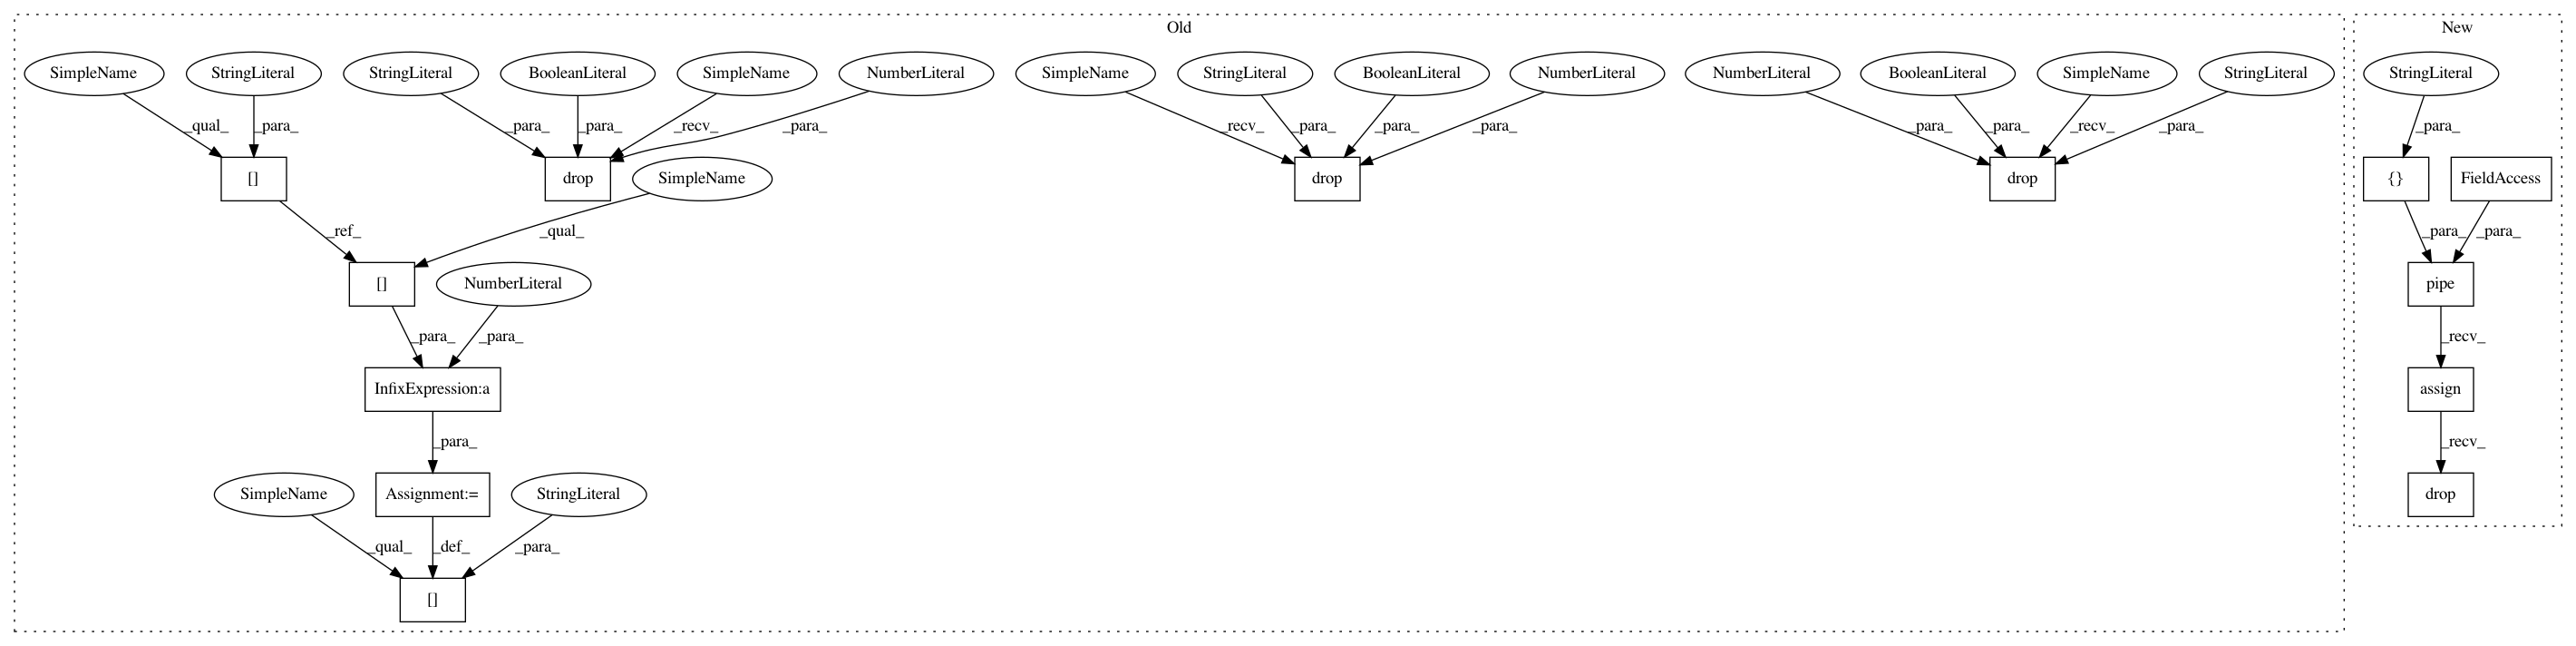 Old
New
SimpleName
StringLiteral
StringLiteral
BooleanLiteral
SimpleName
NumberLiteral
SimpleName
StringLiteral
BooleanLiteral
NumberLiteral
NumberLiteral
BooleanLiteral
SimpleName
StringLiteral
StringLiteral
_qual_
_para_
_para_
_para_
_recv_
_para_
_recv_
_para_
_para_
_para_
_para_
_para_
_recv_
_para_
_para_
[]
drop
SimpleName
drop
drop
{}
FieldAccess
_ref_
_qual_
_para_
_para_
[]
NumberLiteral
pipe
_para_
_para_
_recv_
InfixExpression:a
assign
_para_
_recv_
SimpleName
Assignment:=
StringLiteral
drop
_qual_
_def_
_para_
[]